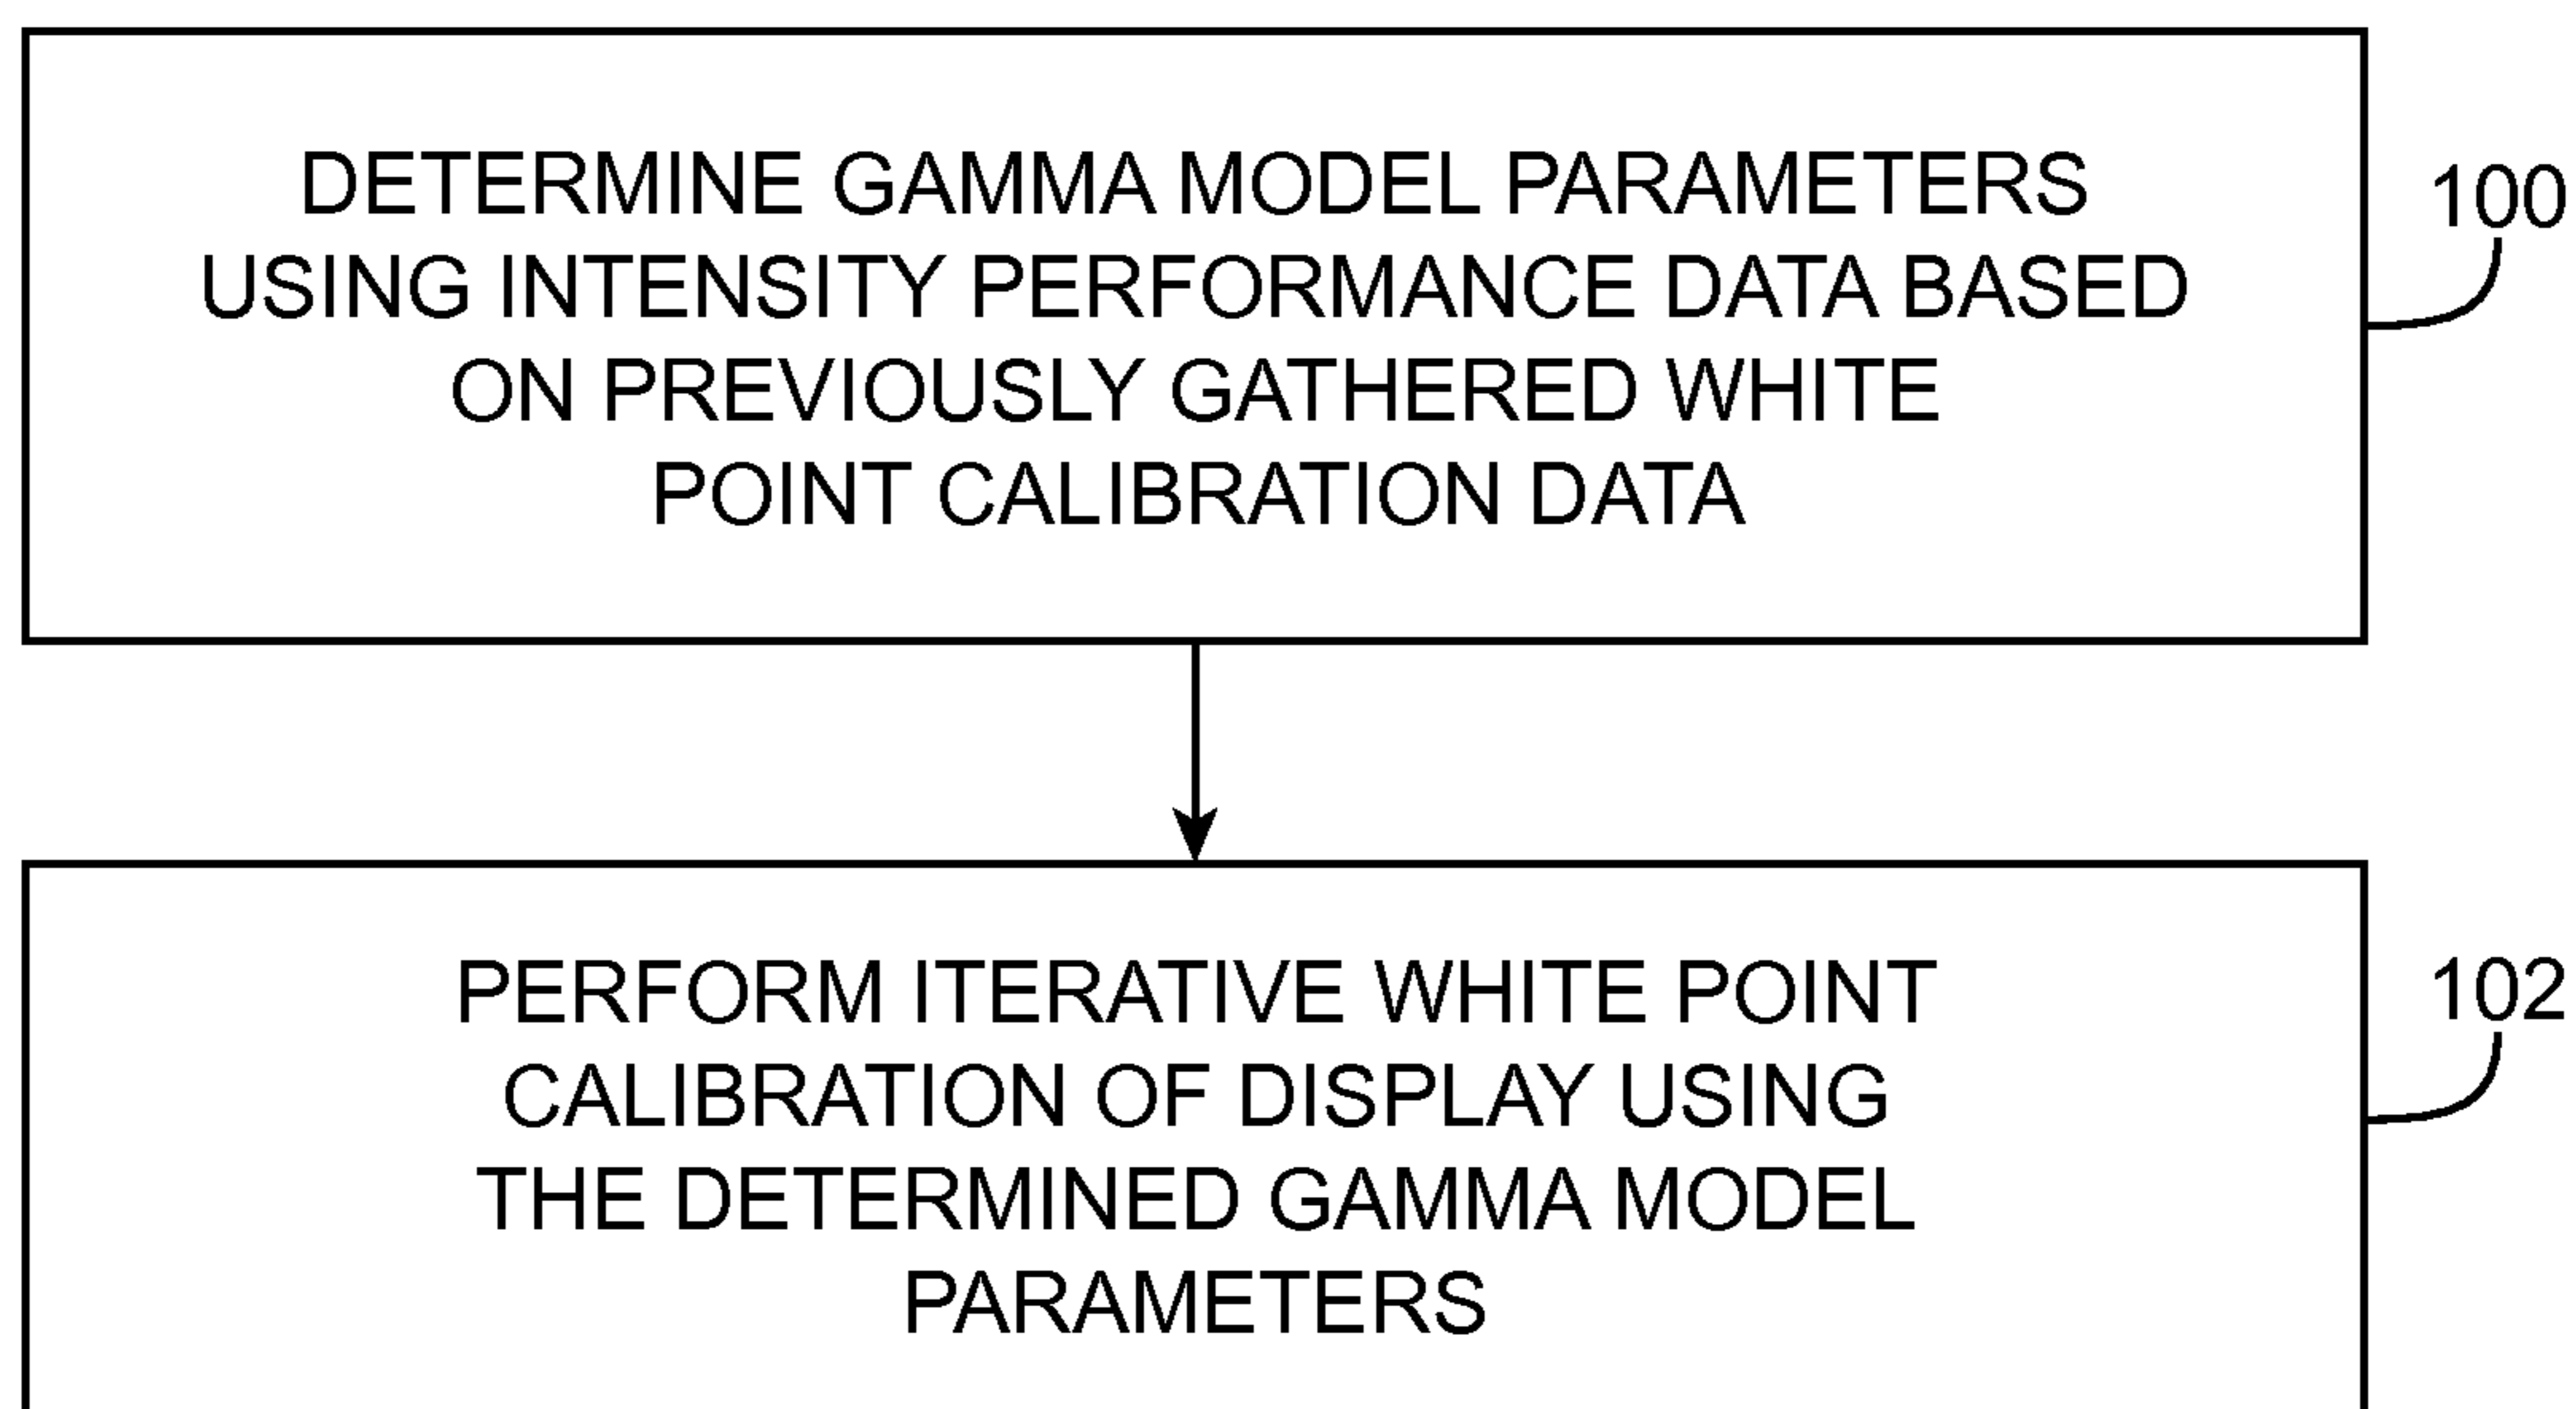 DETERMINE GAMMA MODEL PARAMETERS
USING INTENSITY PERFORMANCE DATA BASED
ON PREVIOUSLY GATHERED WHITE
POINT CALIBRATION DATA
100
PERFORM ITERATIVE WHITE POINT
CALIBRATION OF DISPLAY USING
THE DETERMINED GAMMA MODEL
PARAMETERS
102